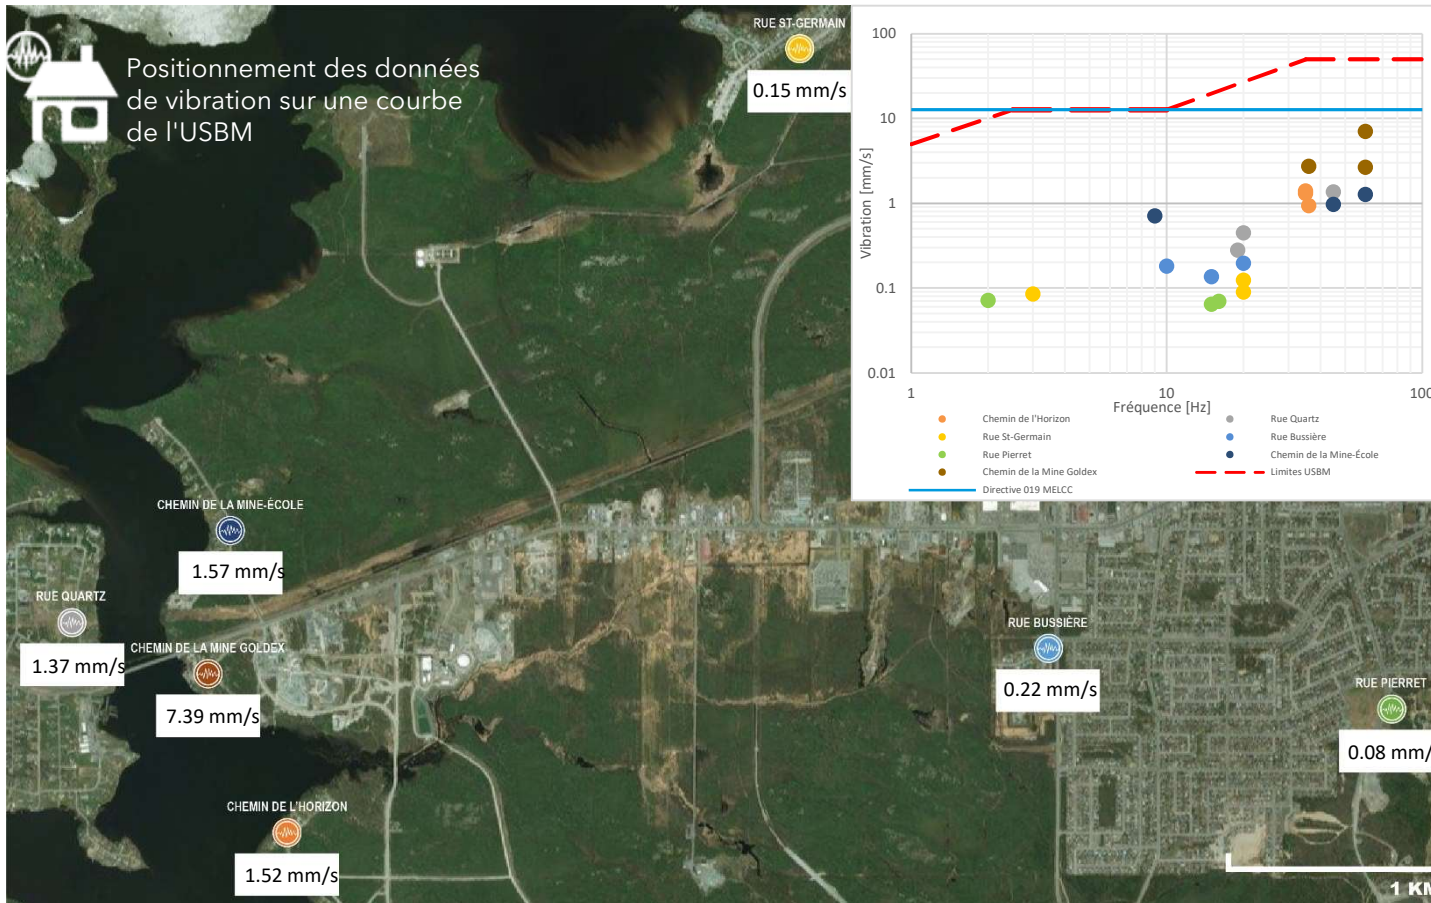 Positionnement des données
de vibration sur une courbe
de l'USBM
RUE ST-GERMAIN
0.15 mm/s
100
10
1
0.1
0.01
Vibration [mm/s]
1
10
100
Fréquence [Hz]
Chemin de l'Horizon
Rue Quartz
Rue St-Germain
Rue Bussière
Rue Pierret
Chemin de la Mine-École
Chemin de la Mine Goldex
Limites USBM
Directive 019 MELCC
CHEMIN DE LA MINE-ÉCOLE
1.57 mm/s
RUE QUARTZ
1.37 mm/s
CHEMIN DE LA MINE GOLDEX
7.39 mm/s
RUE BUSSIÈRE
0.22 mm/s
RUE PIERRET
0.08 mm/
CHEMIN DE L'HORIZON
1.52 mm/s
1 KM